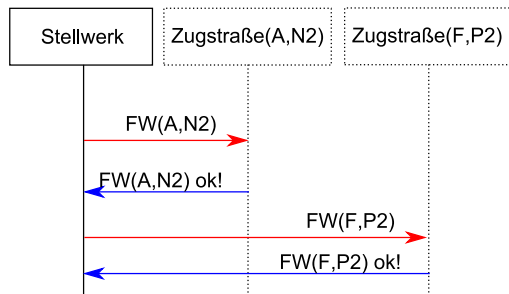 Stellwerk
Zugstraße(A,N2)
Zugstraße(F,P2)
FW(A,N2)
FW(A,N2) ok!
FW(F,P2)
FW(F,P2) ok!